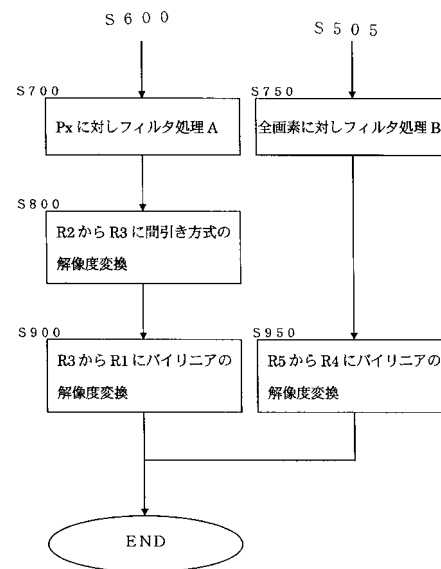 S600
S505
S700
Pxに対しフィルタ処理A
S750
全画素に対しフィルタ処理B
S800
R2からR3に間引き方式の
解像度変換
S900
R3からR1にバイリニアの
解像度変換
S950
R5からR4にバイリニアの
解像度変換
END